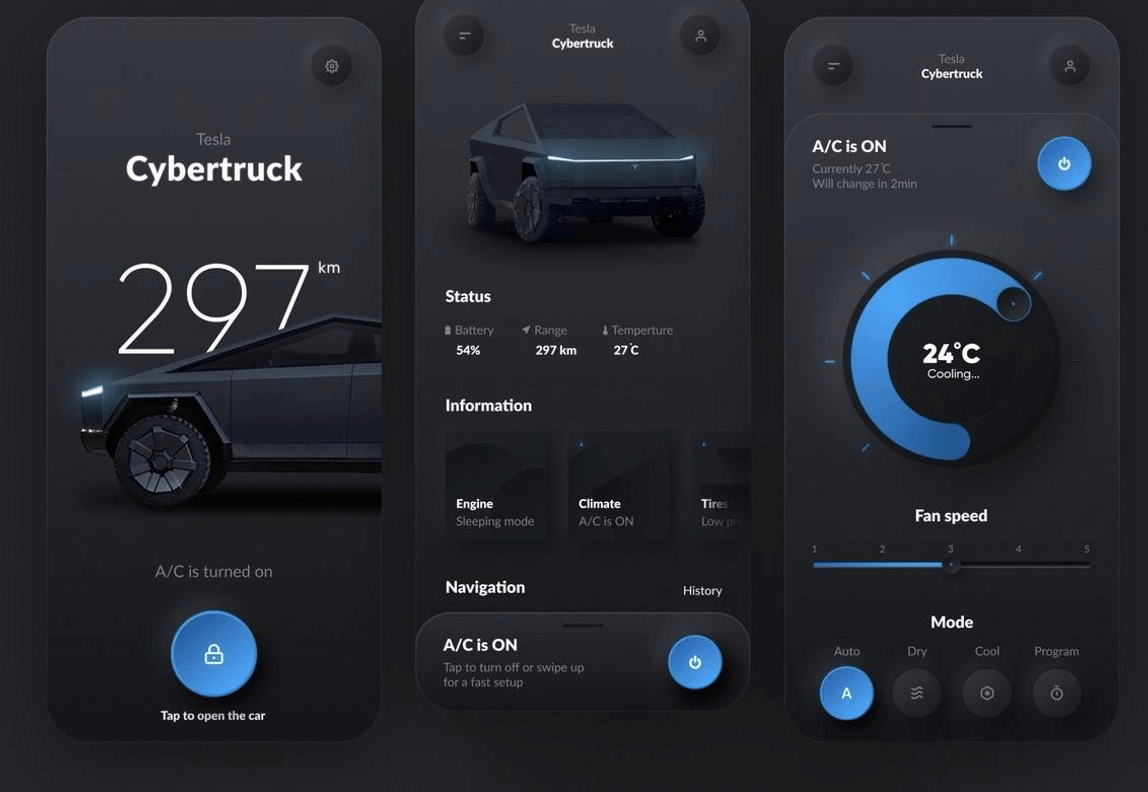 Tesla
Cybertruck
297 km
A/C is turned on
Tap to open the car
Tesla
Cybertruck
Status
Battery
Range
Temperture
54%
297 km
27°C
Information
Engine
Sleeping mode
Climate
A/C is ON
Tires
Low
Navigation
History
A/C is ON
Tap to turn off or swipe up
for a fast setup
Tesla
Cybertruck
A/C is ON
Currently 27°C
Will change in 2min
24°C
Cooling...
Fan speed
1 2 3 4 5
Mode
Auto Dry Cool Program
A